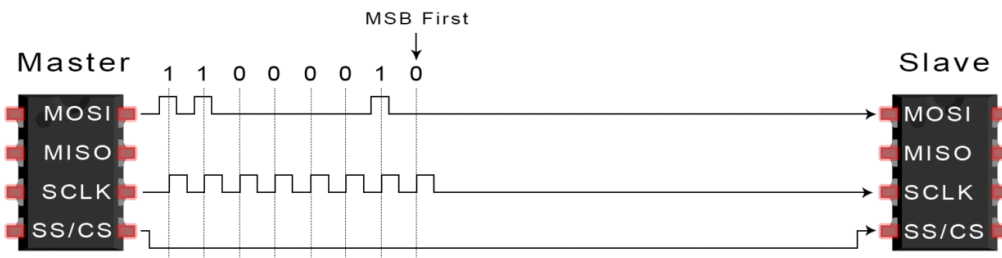 MSB First
Master
Slave
1 1 0 0 0 0 1 0
MOSI
MISO
SCLK
SS/CS
MOSI
MISO
SCLK
SS/CS